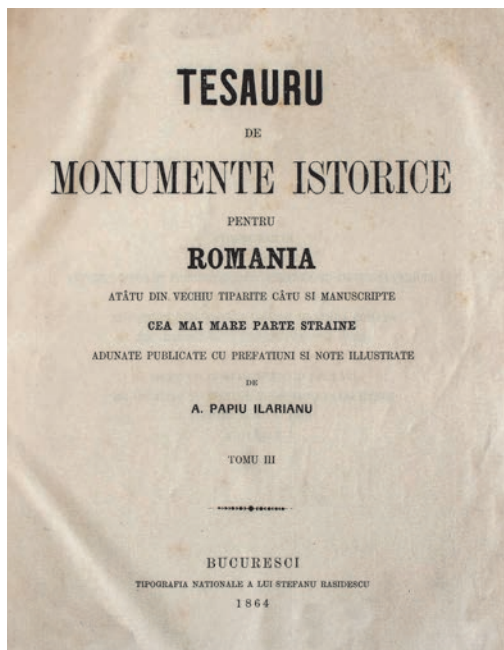 TESAURU
DE
MONUMENTE ISTORICE
PENTRU
ROMANIA
ATÂTU DIN VECHIU TIPARITE CÂTU SI MANUSCRIPTE
CEA MAI MARE PARTE STRAINE
ADUNATE PUBLICATE CU PREFATIUNI SI NOTE ILLUSTRATE
DE
A. PAPIU ILARIANU
TOMU III
BUCURESCI
TIPOGRAFIA NATIONALE A LUI STEFANU RASIDESCU
1864